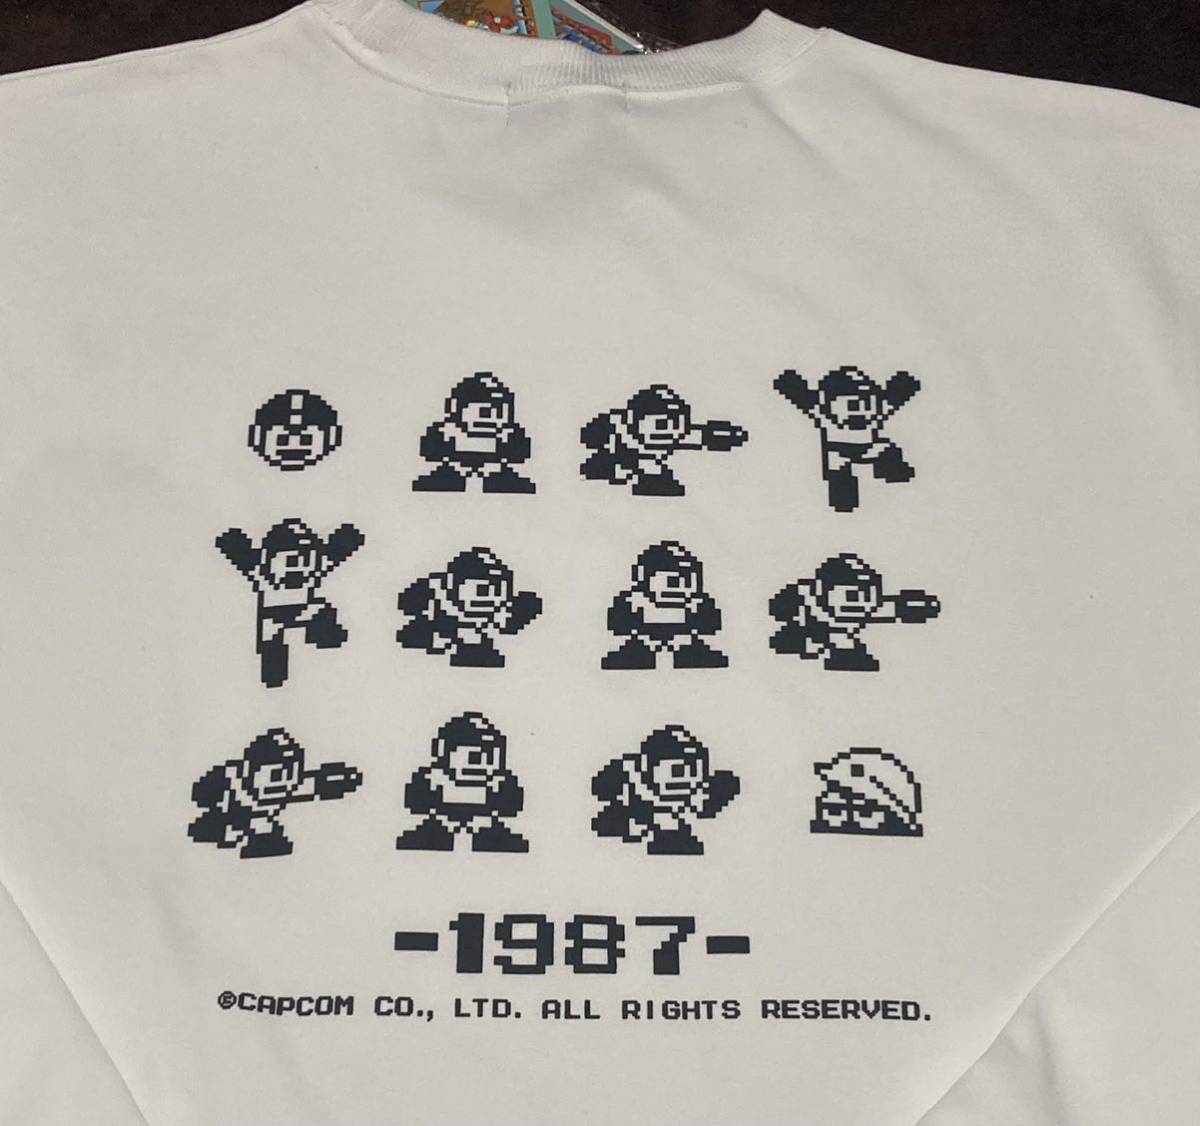 -1987-
©CAPCOM CO., LTD. ALL RIGHTS RESERVED.